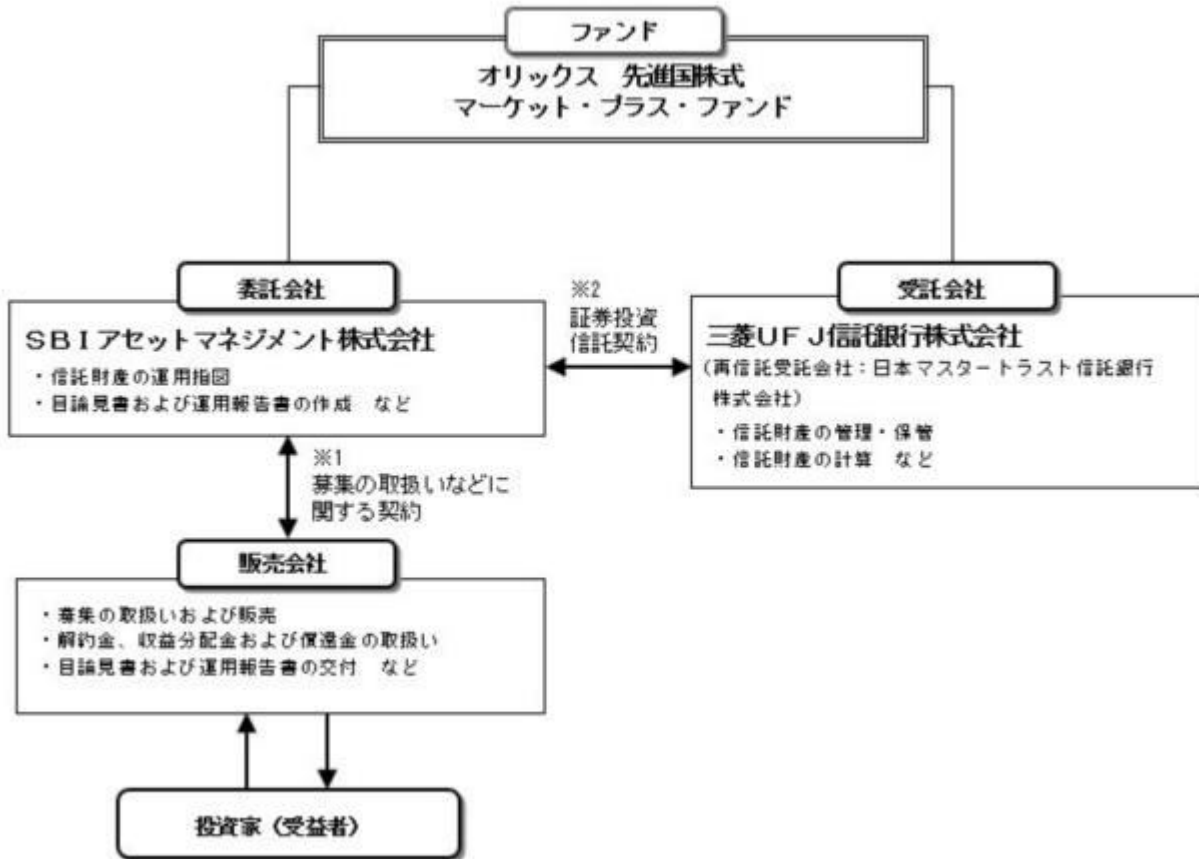 ファンド
オリックス　先進国株式
マーケット・プラス・ファンド
委託会社
ＳＢＩアセットマネジメント株式会社
・信託財産の運用指図
・目論見書および運用報告書の作成　など
※2
証券投資
信託契約
受託会社
三菱ＵＦＪ信託銀行株式会社
（再信託受託会社：日本マスタートラスト信託銀行
株式会社）
・信託財産の管理・保管
・信託財産の計算　など
※1
募集の取扱いなどに
関する契約
販売会社
・募集の取扱いおよび販売
・解約金、収益分配金および償還金の取扱い
・目論見書および運用報告書の交付　など
投資家（受益者）